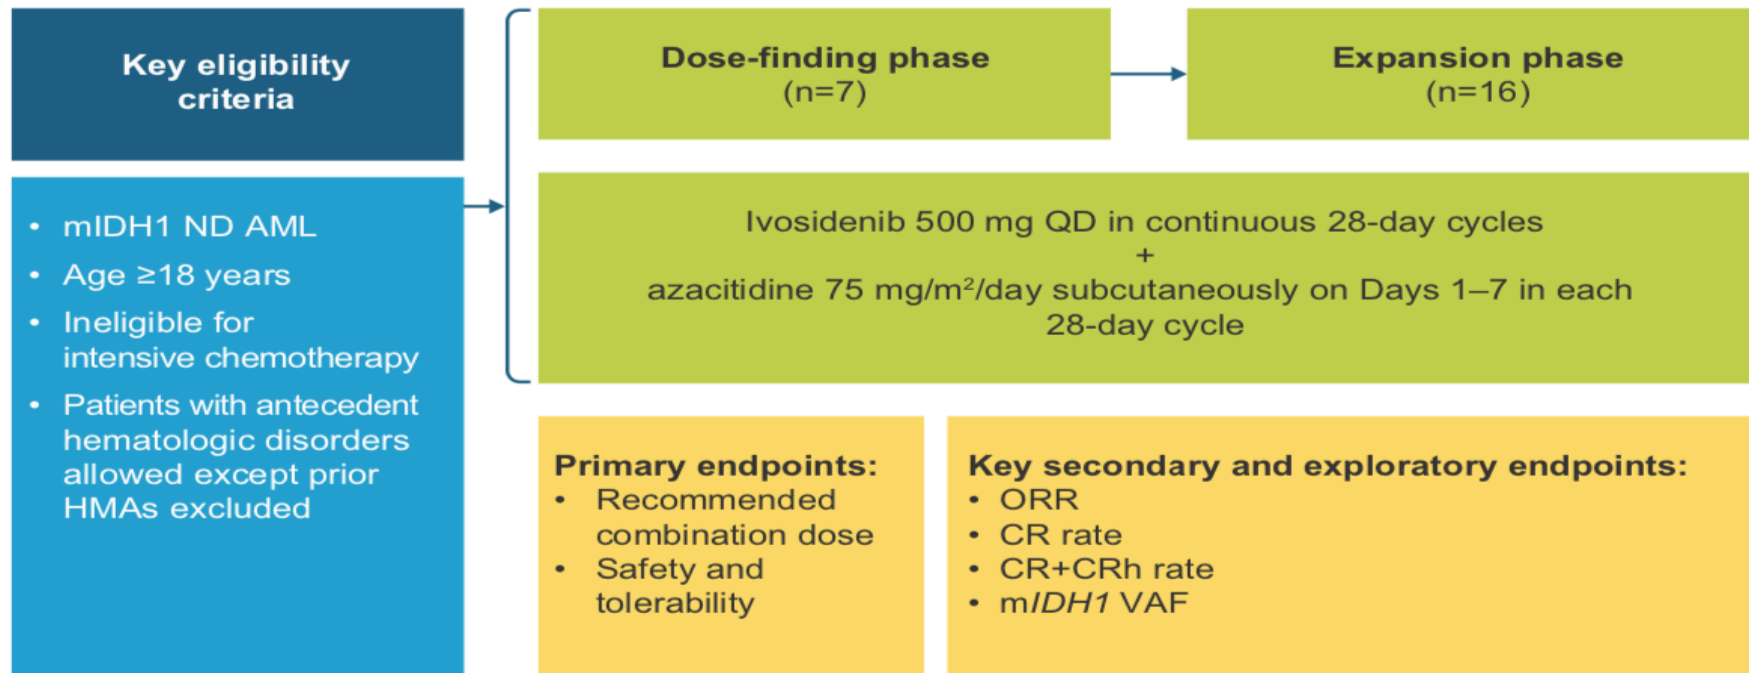 Key eligibility
criteria
• mIDH1 ND AML
• Age ≥18 years
• Ineligible for
intensive chemotherapy
• Patients with antecedent
hematologic disorders
allowed except prior
HMAs excluded
Dose-finding phase
(n=7)
Expansion phase
(n=16)
Ivosidenib 500 mg QD in continuous 28-day cycles
+
azacitidine 75 mg/m²/day subcutaneously on Days 1–7 in each
28-day cycle
Primary endpoints:
• Recommended
combination dose
• Safety and
tolerability
Key secondary and exploratory endpoints:
• ORR
• CR rate
• CR+CRh rate
• mIDH1 VAF